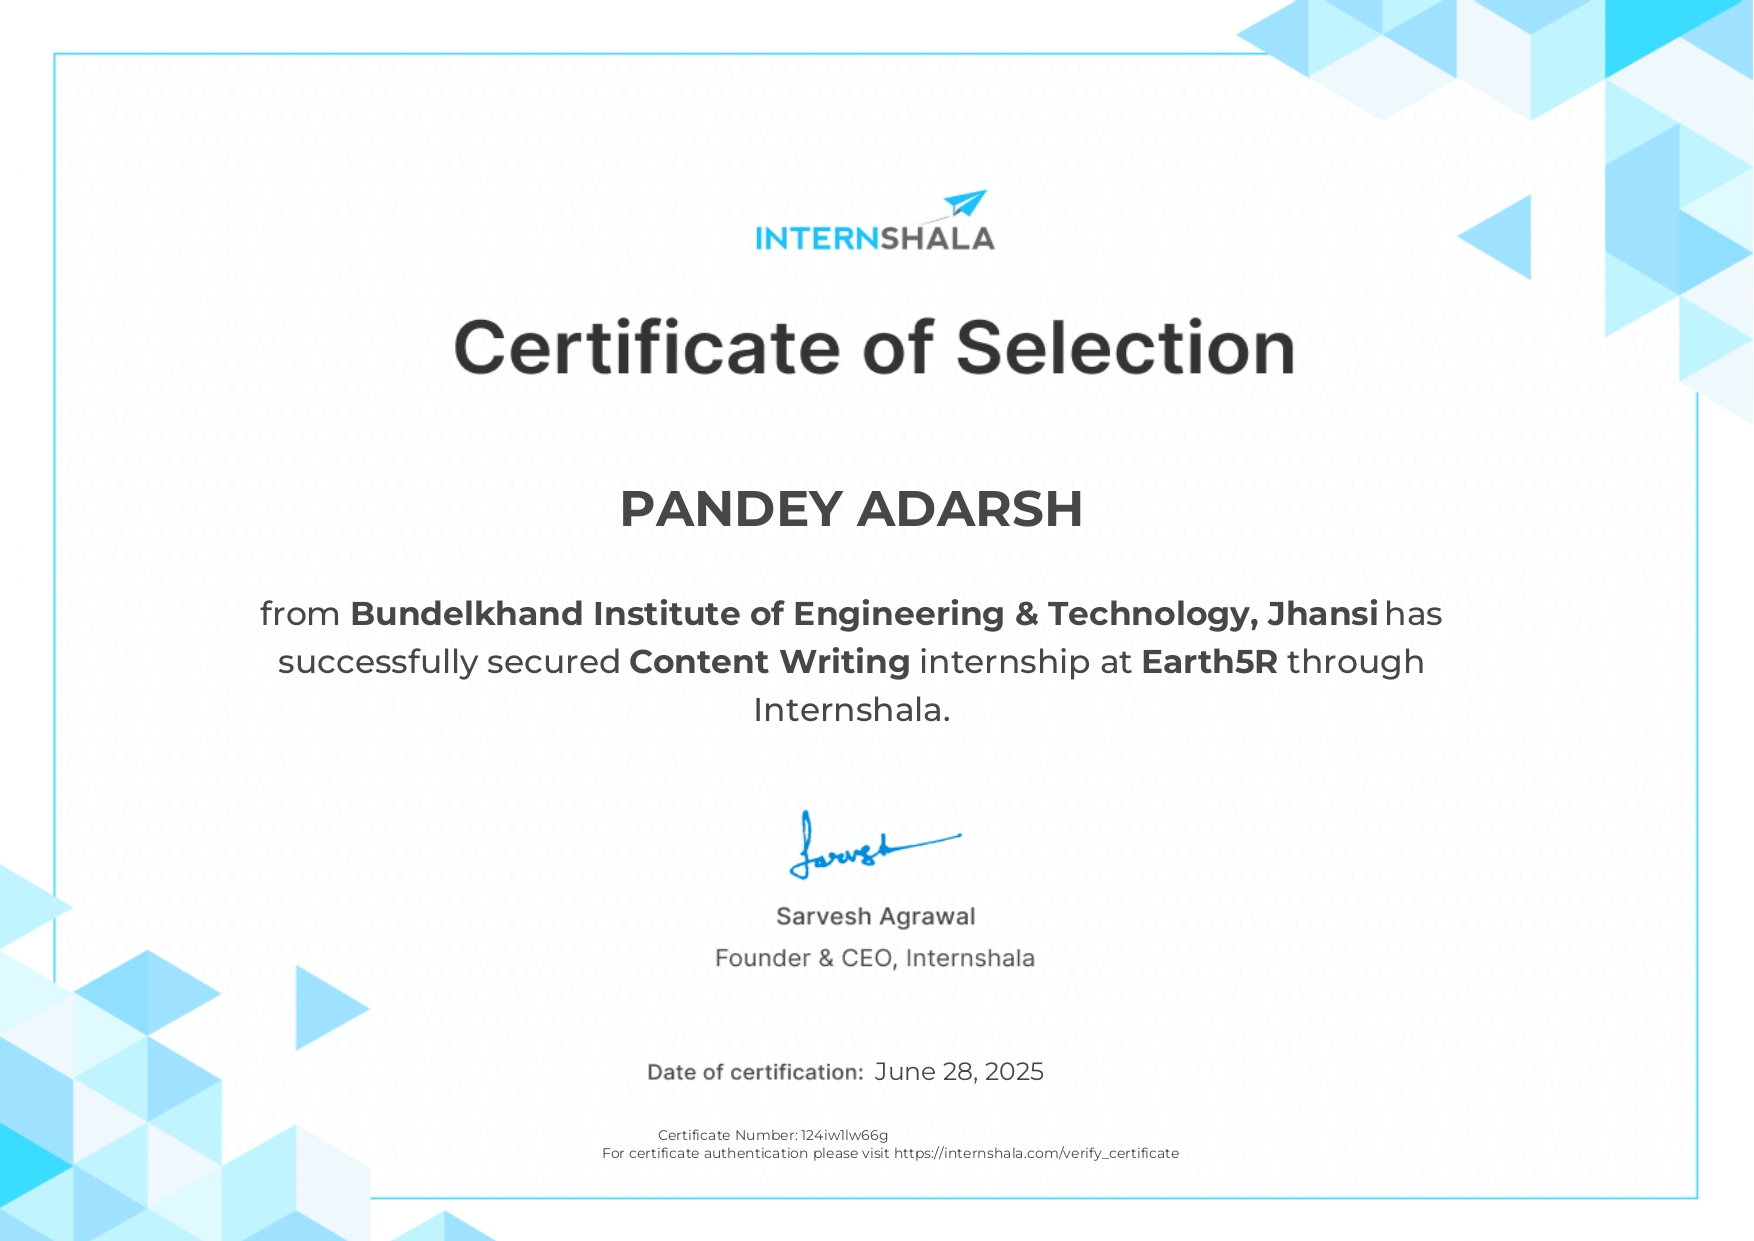 INTERNSHALA
Certificate of Selection
PANDEY ADARSH
from Bundelkhand Institute of Engineering & Technology, Jhansi has
successfully secured Content Writing internship at Earth5R through
Internshala.
Sarvesh
Sarvesh Agrawal
Founder & CEO, Internshala
Date of certification: June 28, 2025
Certificate Number: 124iw1lw66g
For certificate authentication please visit https://internshala.com/verify_certificate